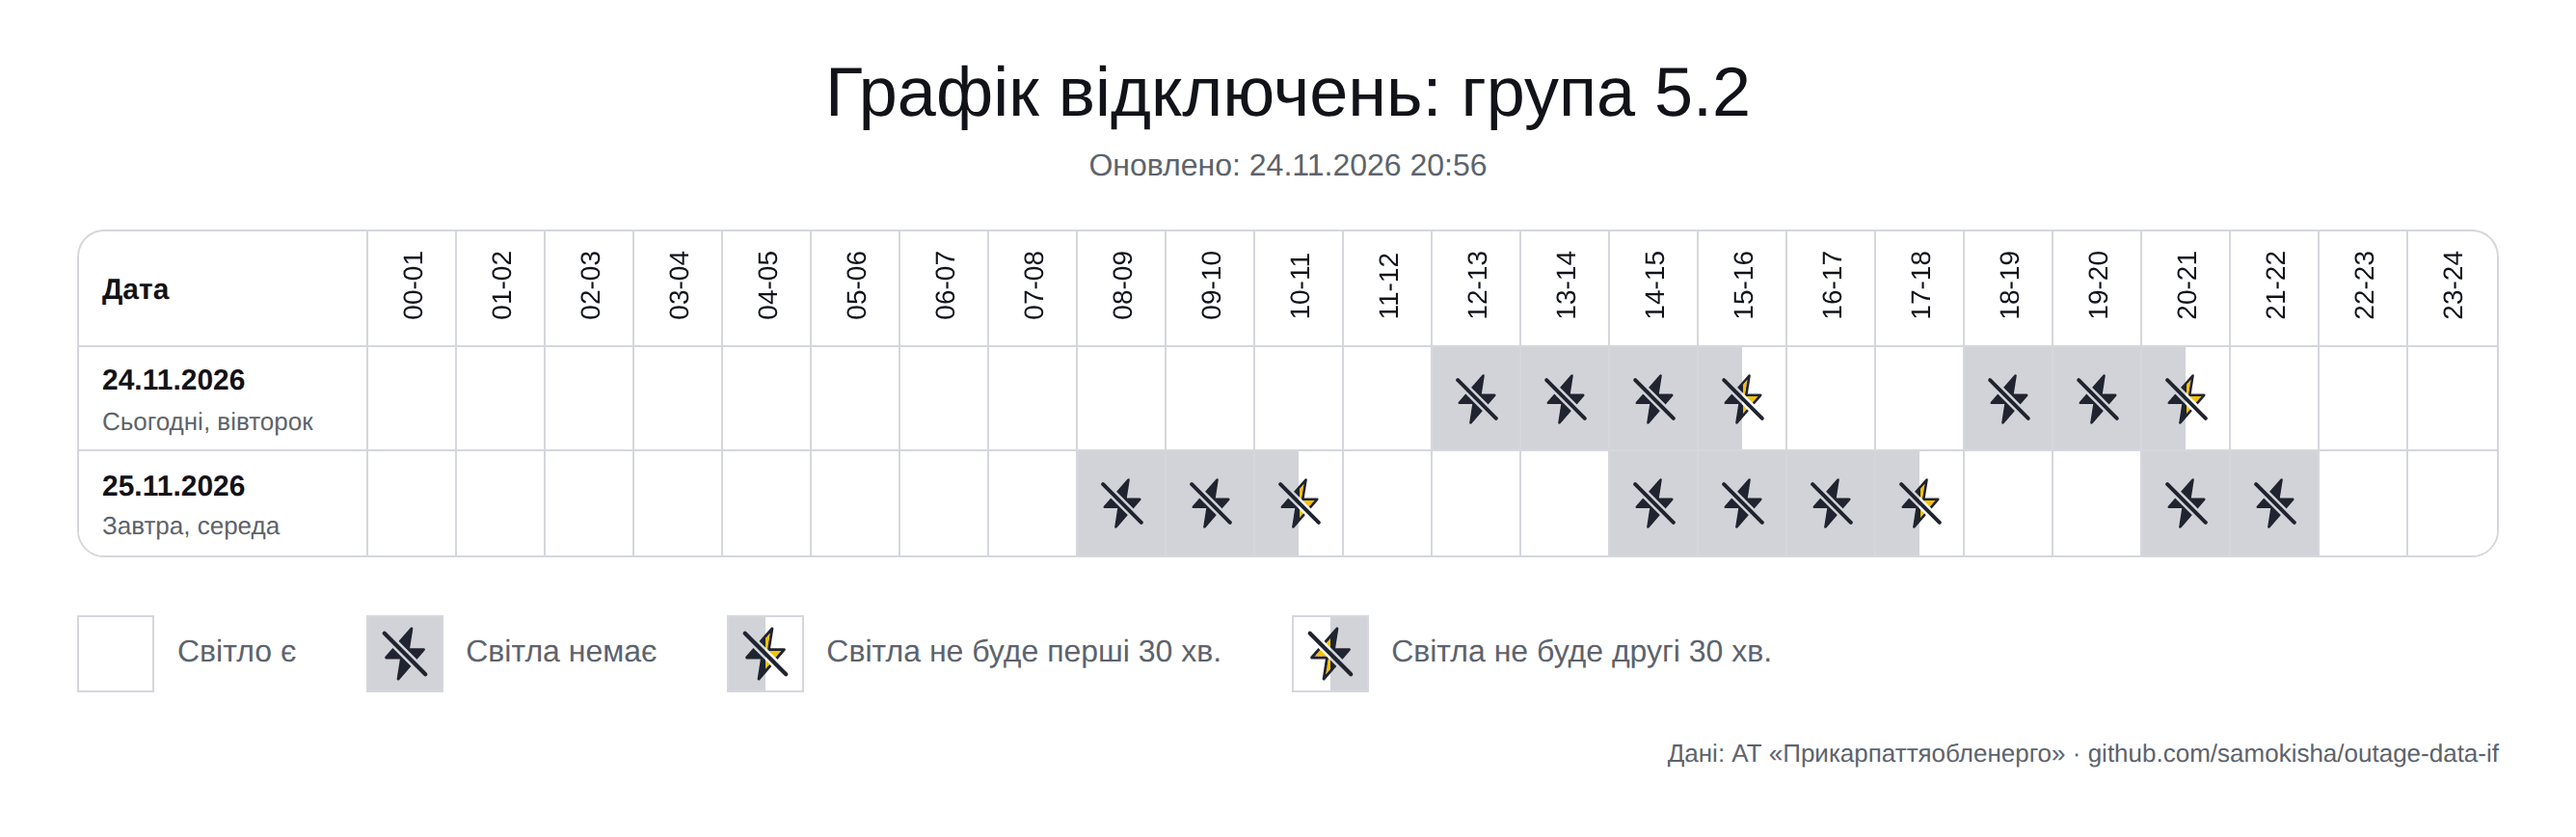 Графік відключень: група 5.2
Оновлено: 24.11.2026 20:56
Дата 00-01 01-02 02-03 03-04 04-05 05-06 06-07 07-08 08-09 09-10 10-11 11-12 12-13 13-14 14-15 15-16 16-17 17-18 18-19 19-20 20-21 21-22 22-23 23-24
24.11.2026
Сьогодні, вівторок
25.11.2026
Завтра, середа
Світло є Світла немає Світла не буде перші 30 хв. Світла не буде другі 30 хв.
Дані: АТ «Прикарпаттяобленерго» · github.com/samokisha/outage-data-if